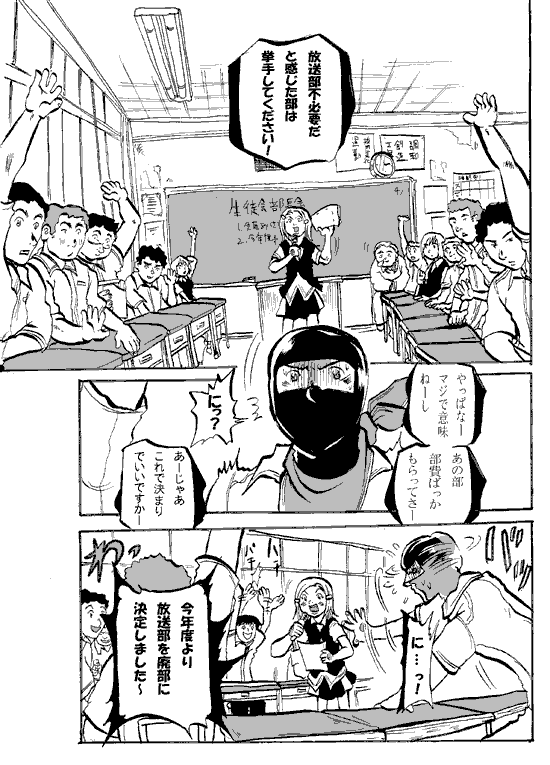 放送部不必要だ
と感じた部は
挙手してください！
生徒会部長会
やっぱなー
マジで意味
ねーし
あの部
部費ばっか
もらってさー
にっ？
あーじゃあ
これで決まり
でいいですかー
に…っ！
パチ
パチ
今年度より
放送部を廃部に
決定しました～
わっ